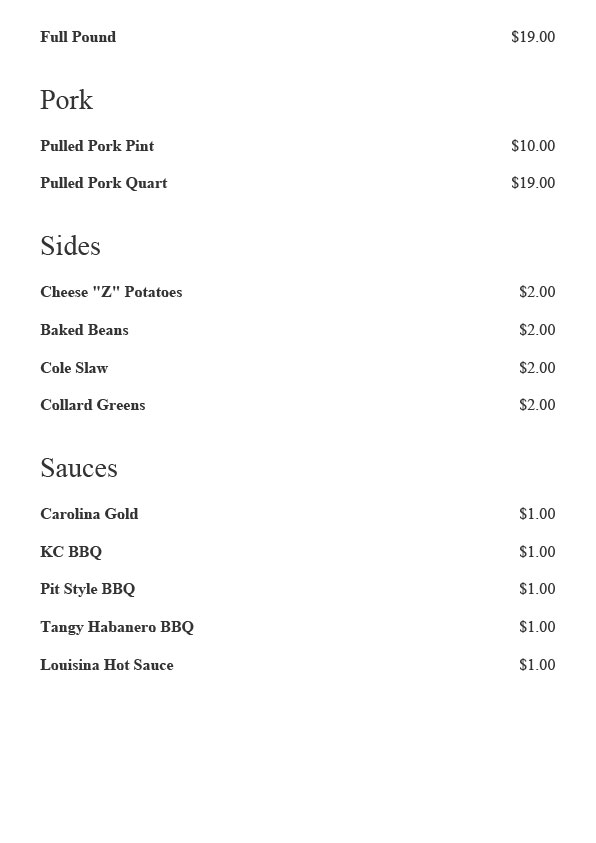 Full Pound $19.00
Pork
Pulled Pork Pint $10.00
Pulled Pork Quart $19.00
Sides
Cheese "Z" Potatoes $2.00
Baked Beans $2.00
Cole Slaw $2.00
Collard Greens $2.00
Sauces
Carolina Gold $1.00
KC BBQ $1.00
Pit Style BBQ $1.00
Tangy Habanero BBQ $1.00
Louisina Hot Sauce $1.00